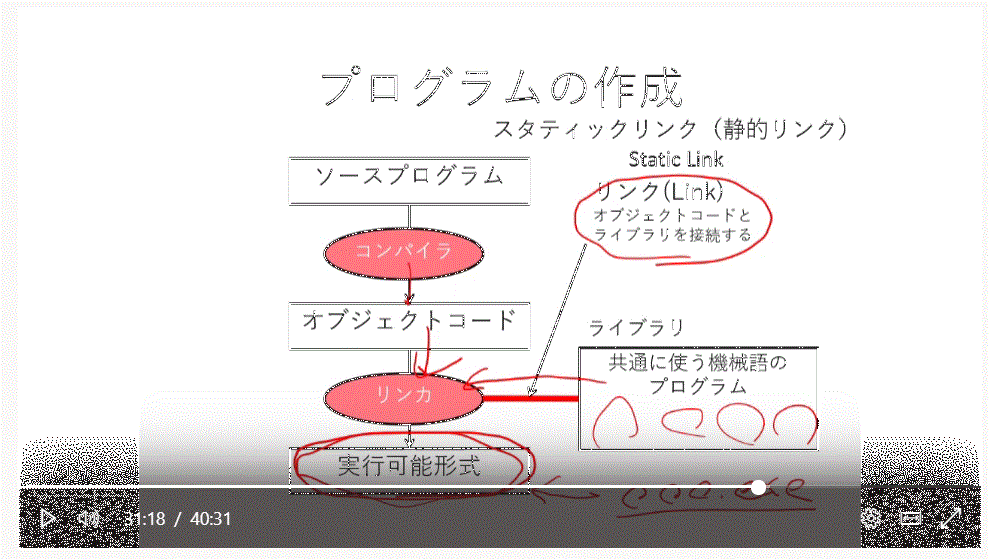 プログラムの作成
スタティックリンク（静的リンク）
Static Link
ソースプログラム
リンク(Link)
オブジェクトコードと
ライブラリを接続する
コンパイラ
オブジェクトコード
ライブラリ
共通に使う機械語の
プログラム
リンカ
実行可能形式
31:18 / 40:31